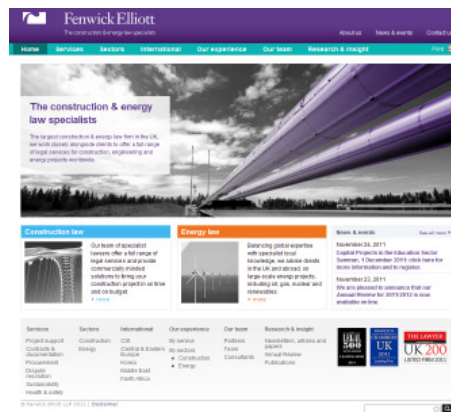 Fenwick Elliott
The construction & energy law specialists
About us News & events Contact us
Home Services Sectors International Our experience Our team Research & insight Print
The construction & energy
law specialists
The largest construction & energy law firm in the UK,
we work closely alongside clients to offer a full range
of legal services for construction, engineering and
energy projects worldwide.
Construction law
Our team of specialist
lawyers offer a full range of
legal services and provide
commercially minded
solutions to bring your
construction project in on time
and on budget.
more
Energy law
Balancing global expertise
with specialist local
knowledge, we advise clients
in the UK and abroad, on
large-scale energy projects,
including oil, gas, nuclear and
renewables.
more
News & events See all news >
November 24, 2011
Capital Projects in the Education Sector
Summer, 1 December 2011 click here for
more information and to register.
November 23, 2011
We are pleased to announce that our
Annual Review for 2011/2012 is now
available online.
Services
Project support
Contracts &
documentation
Procurement
Dispute
resolution
Sustainability
Health & safety
Sectors
Construction
Energy
International
CIS
Central & Eastern
Europe
Middle East
South Africa
Our experience
By service
By sectors
Construction
Energy
Our team
Partners
Team
Consultants
Research & insight
Newsletters, articles and
papers
Annual Review
Publications
500
CHAMBERS
UK
2011
THE LAWYER
UK 200
LISTED FIRM 2011
© Fenwick Elliott LLP 2011 | Disclaimer